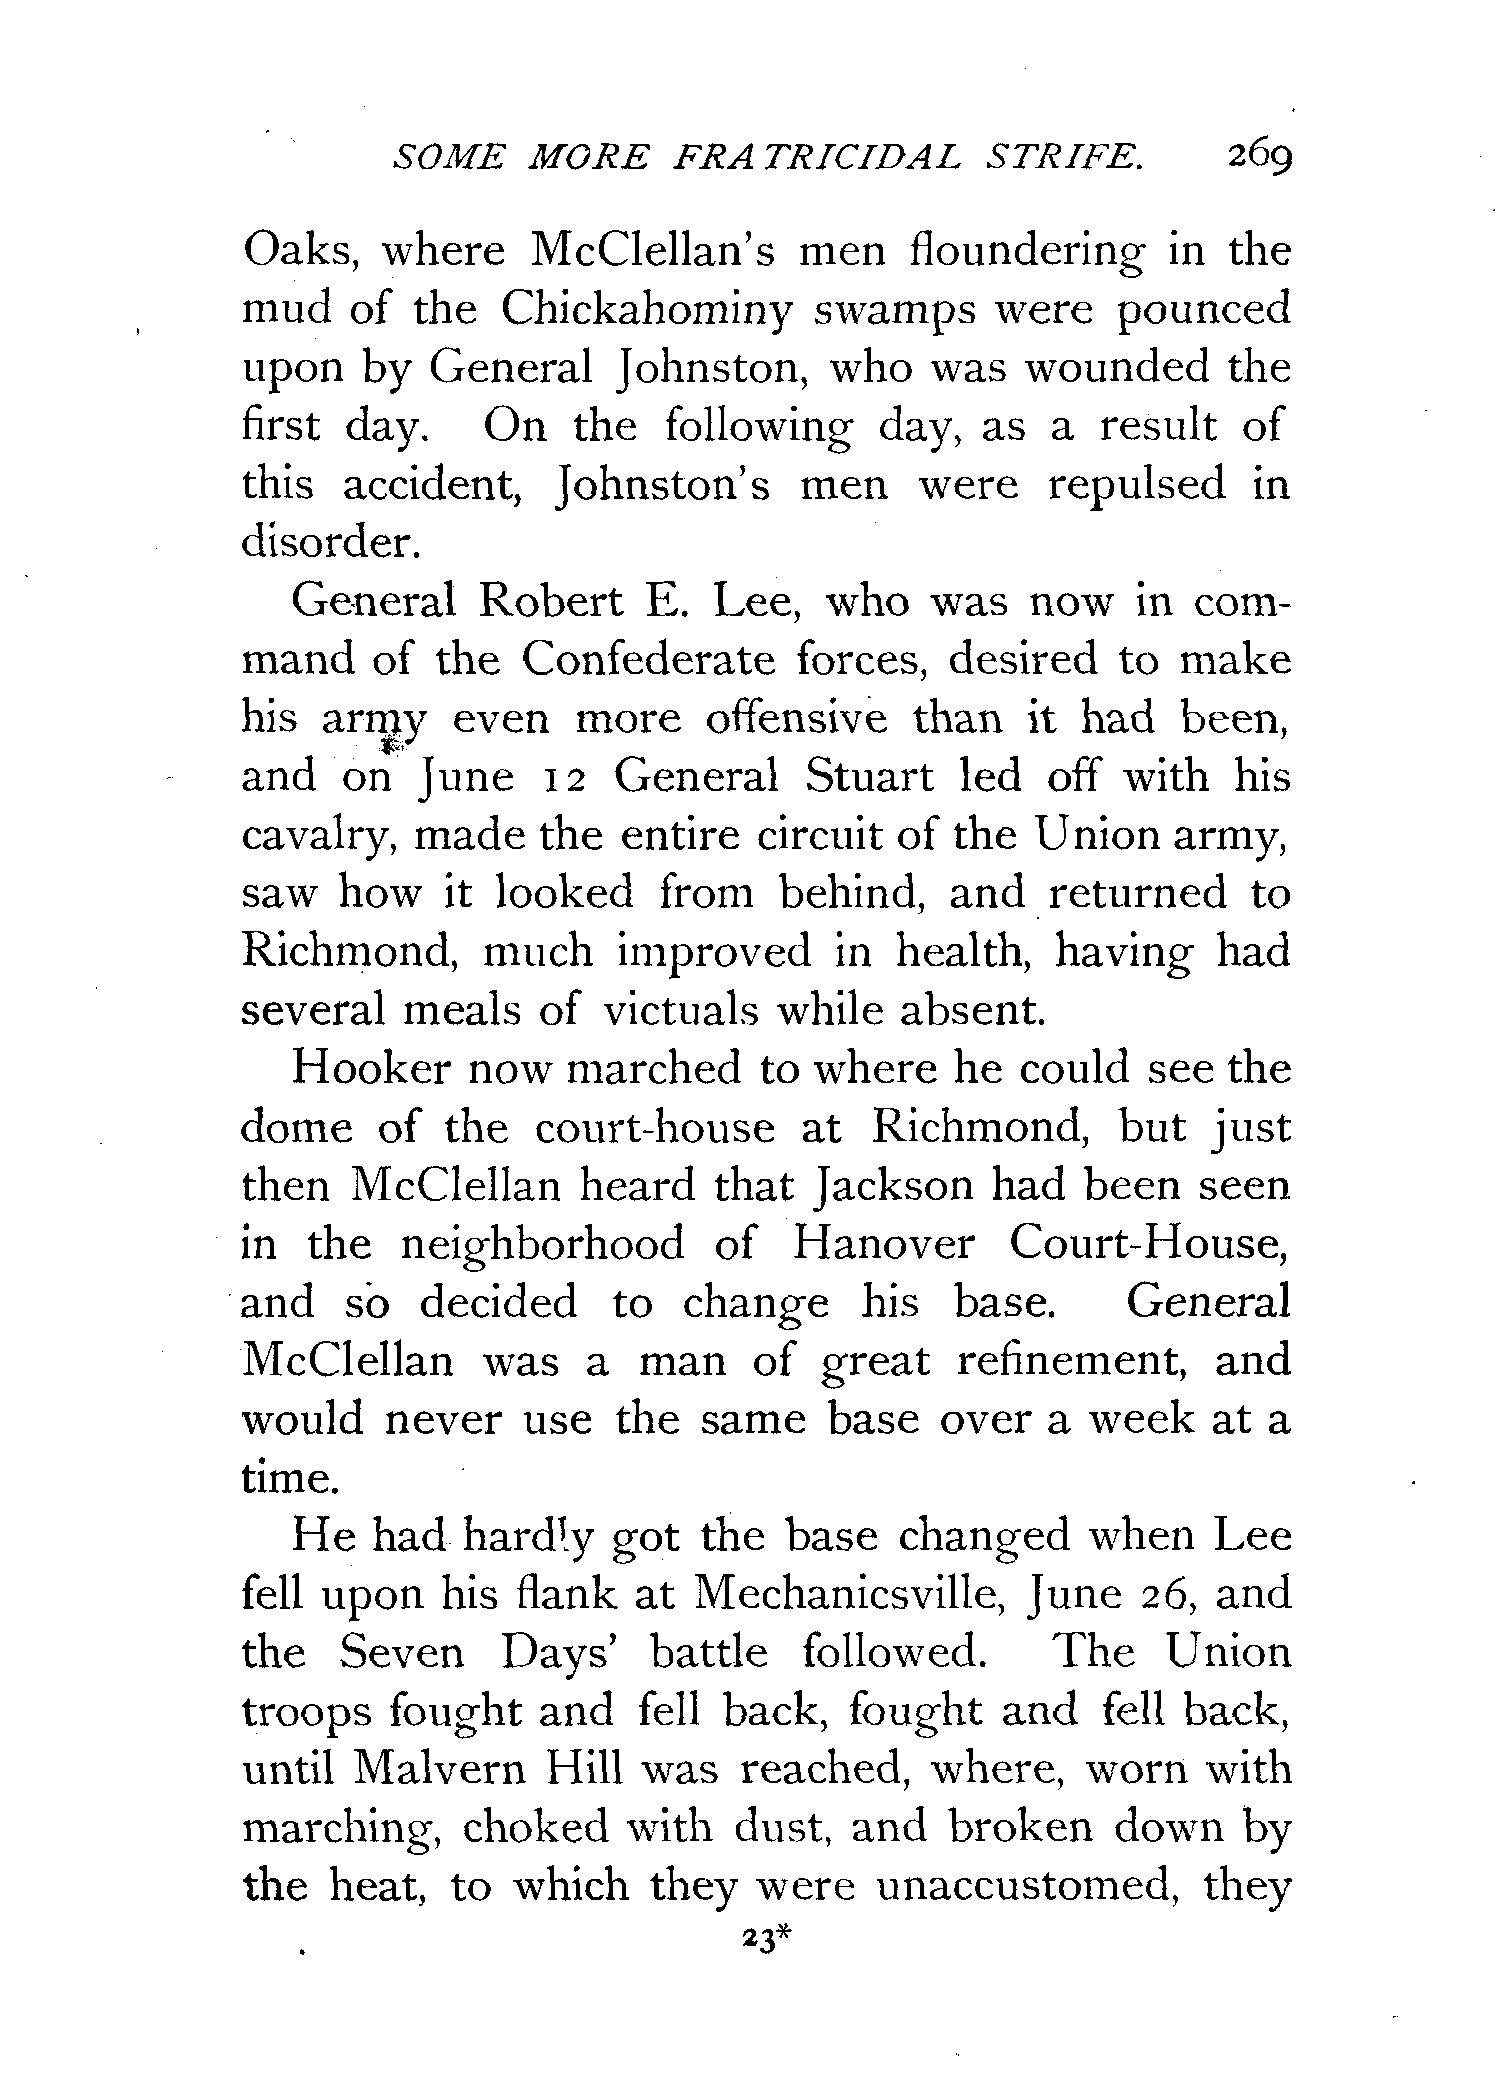 SOME MORE FRATRICIDAL STRIFE. 269
Oaks, where McClellan's men floundering in the
mud of the Chickahominy swamps were pounced
upon by General Johnston, who was wounded the
first day. On the following day, as a result of
this accident, Johnston's men were repulsed in
disorder.
General Robert E. Lee, who was now in com-
mand of the Confederate forces, desired to make
his army even more offensive than it had been,
and on June 12 General Stuart led off with his
cavalry, made the entire circuit of the Union army,
saw how it looked from behind, and returned to
Richmond, much improved in health, having had
several meals of victuals while absent.
Hooker now marched to where he could see the
dome of the court-house at Richmond, but just
then McClellan heard that Jackson had been seen
in the neighborhood of Hanover Court-House,
and so decided to change his base. General
McClellan was a man of great refinement, and
would never use the same base over a week at a
time.
He had hardly got the base changed when Lee
fell upon his flank at Mechanicsville, June 26, and
the Seven Days' battle followed. The Union
troops fought and fell back, fought and fell back,
until Malvern Hill was reached, where, worn with
marching, choked with dust, and broken down by
the heat, to which they were unaccustomed, they
23*